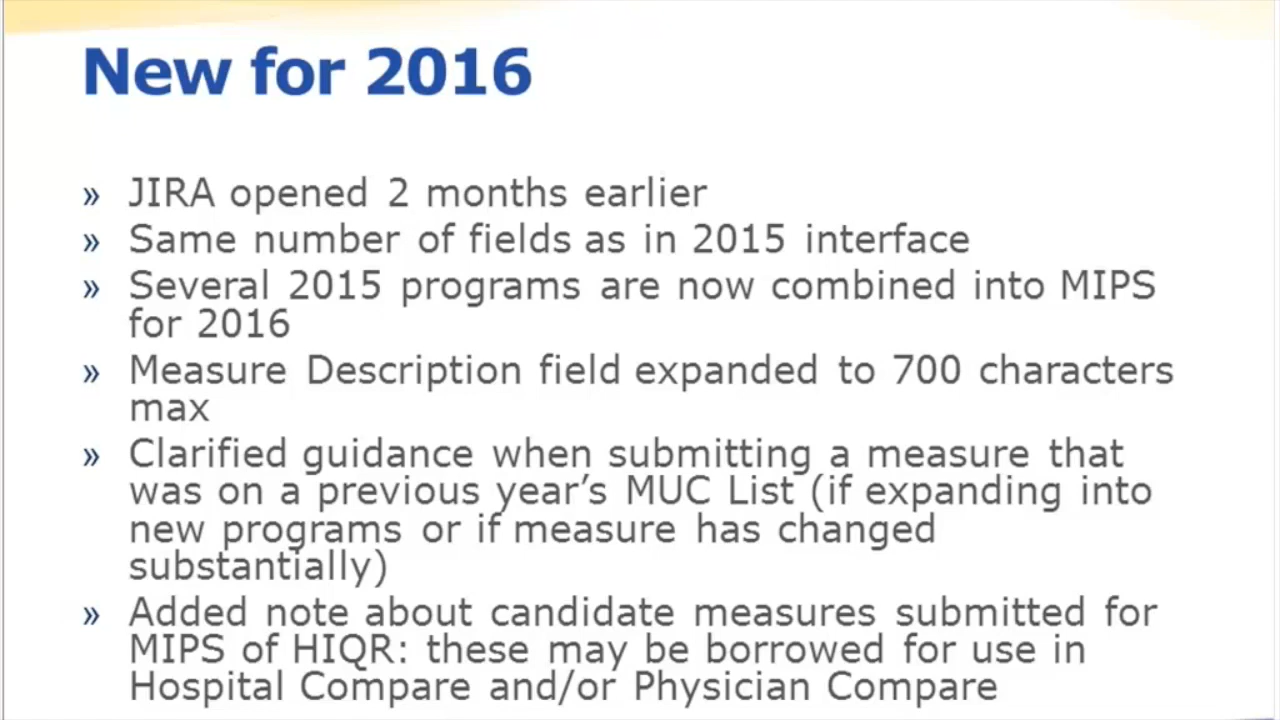 New for 2016
» JIRA opened 2 months earlier
» Same number of fields as in 2015 interface
» Several 2015 programs are now combined into MIPS
for 2016
» Measure Description field expanded to 700 characters
max
» Clarified guidance when submitting a measure that
was on a previous year’s MUC List (if expanding into
new programs or if measure has changed
substantially)
» Added note about candidate measures submitted for
MIPS of HIQR: these may be borrowed for use in
Hospital Compare and/or Physician Compare